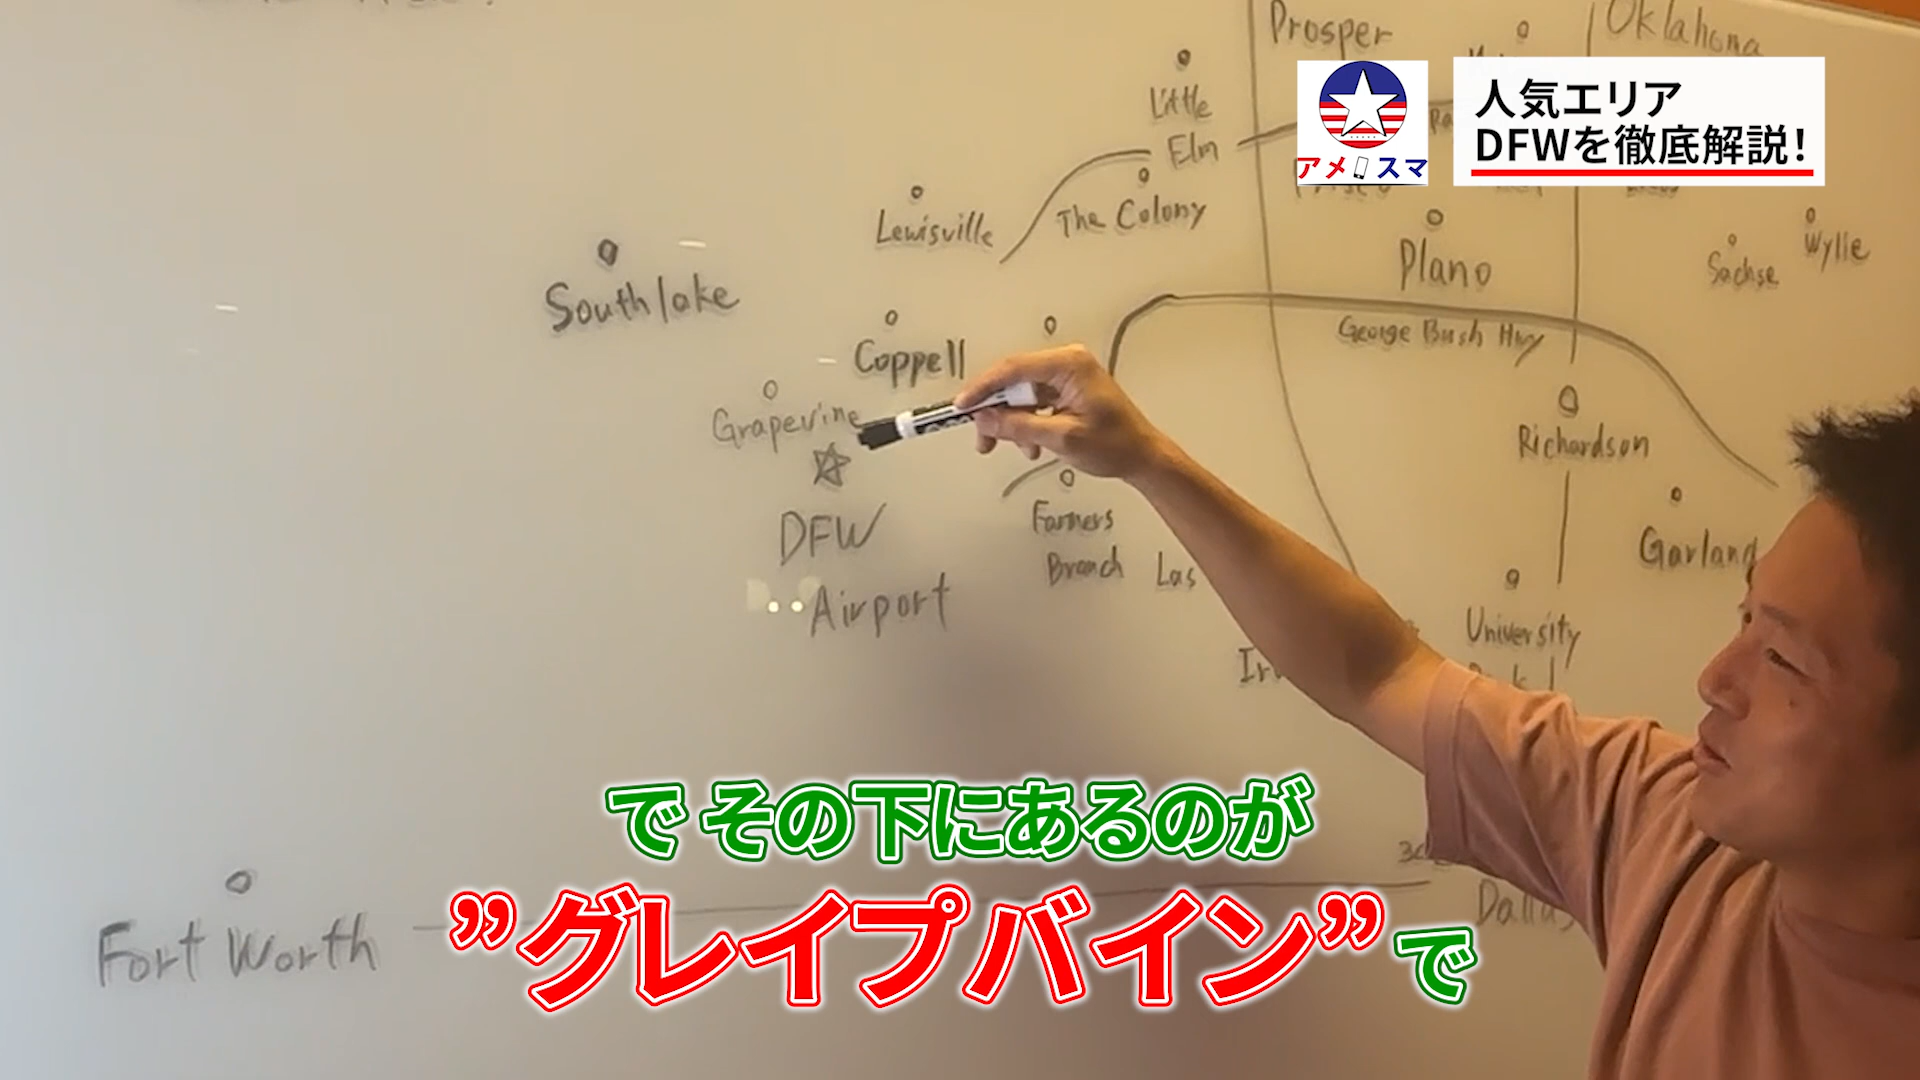 Prosper
Oklahoma
人気エリア
DFWを徹底解説!
アメスマ
Little
Elm
Lewisville
The Colony
Plano
Sachse
Wylie
Southlake
George Bush Hwy
Coppell
Grapevine
Richardson
DFW
Airport
Farmers
Branch
Las
Garland
University
でその下にあるのが
”グレイプバイン”で
Dallas
Fort Worth